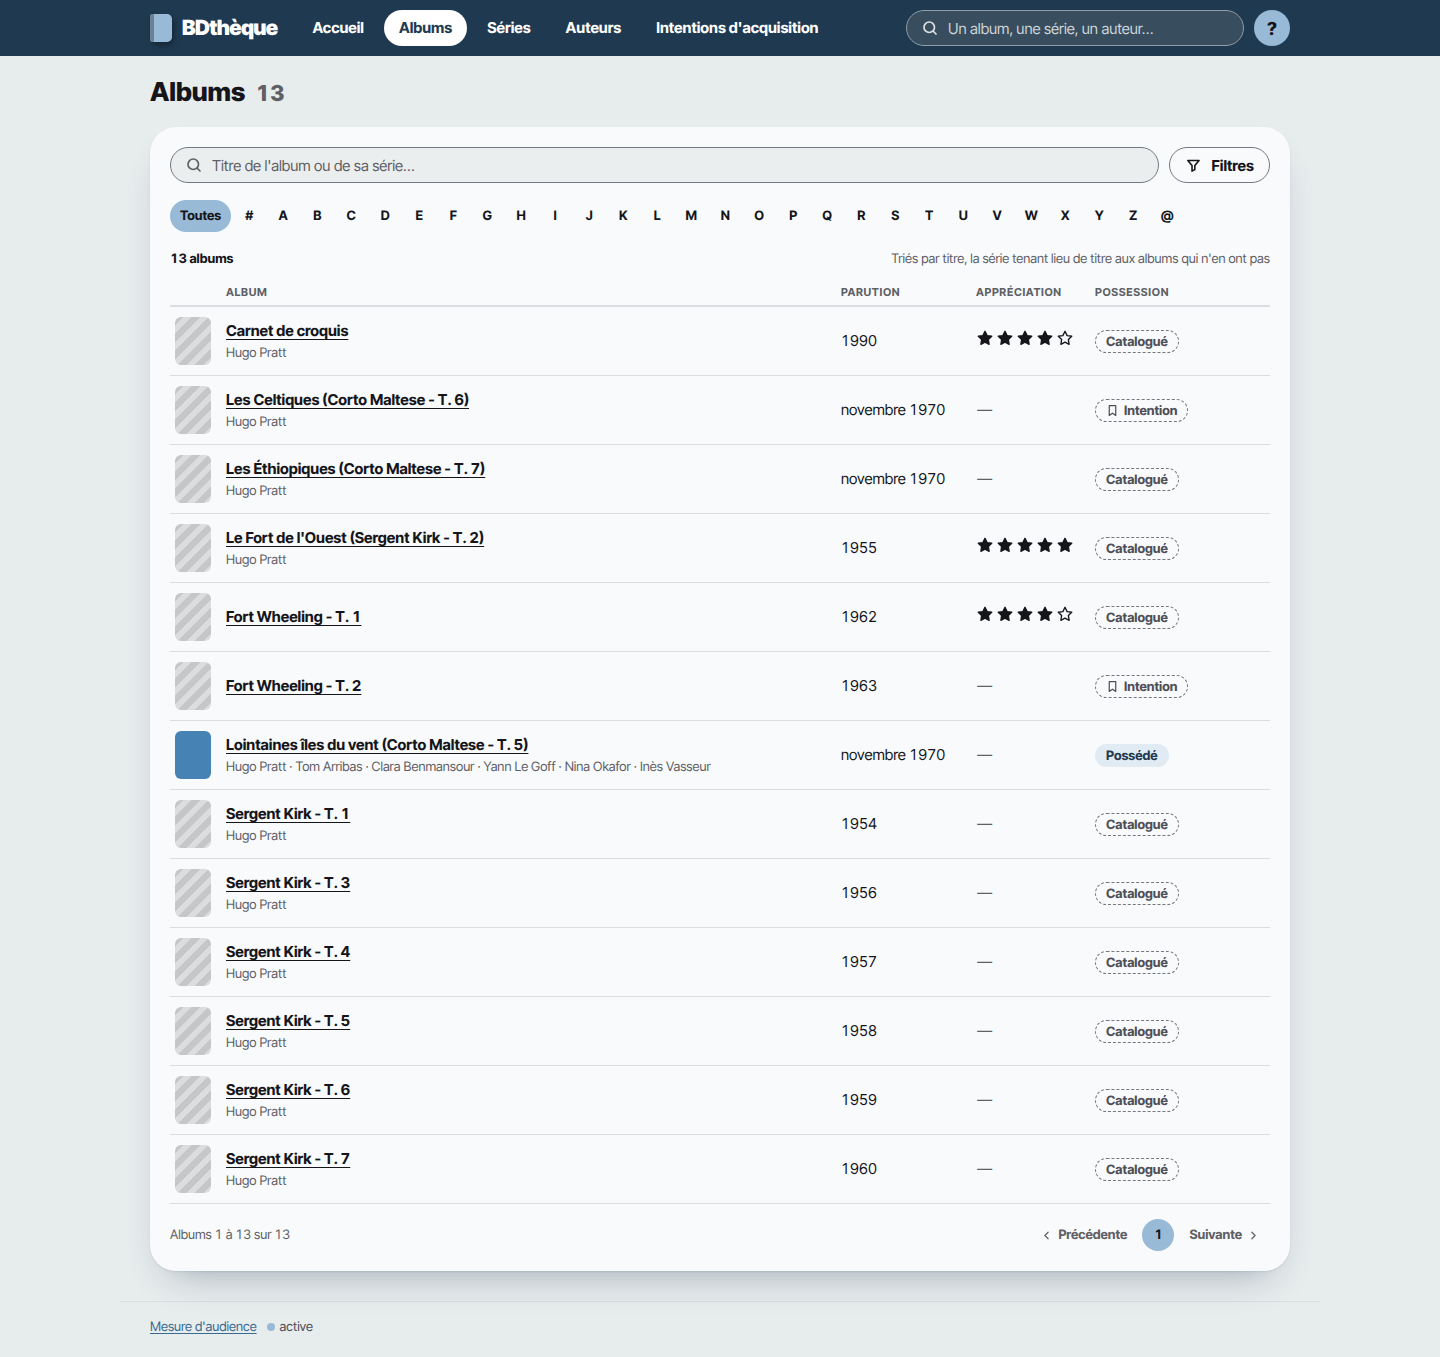 BDthèque Accueil Albums Séries Auteurs Intentions d'acquisition Un album, une série, un auteur... ?
Albums 13
Titre de l'album ou de sa série... Filtres
Toutes # A B C D E F G H I J K L M N O P Q R S T U V W X Y Z @
13 albums Triés par titre, la série tenant lieu de titre aux albums qui n'en ont pas
ALBUM PARUTION APPRÉCIATION POSSESSION
Carnet de croquis
Hugo Pratt
1990 Catalogué
Les Celtiques (Corto Maltese - T. 6)
Hugo Pratt
novembre 1970 — Intention
Les Éthiopiques (Corto Maltese - T. 7)
Hugo Pratt
novembre 1970 — Catalogué
Le Fort de l'Ouest (Sergent Kirk - T. 2)
Hugo Pratt
1955 Catalogué
Fort Wheeling - T. 1 1962 Catalogué
Fort Wheeling - T. 2 1963 — Intention
Lointaines îles du vent (Corto Maltese - T. 5)
Hugo Pratt · Tom Arribas · Clara Benmansour · Yann Le Goff · Nina Okafor · Inès Vasseur
novembre 1970 — Possédé
Sergent Kirk - T. 1
Hugo Pratt
1954 — Catalogué
Sergent Kirk - T. 3
Hugo Pratt
1956 — Catalogué
Sergent Kirk - T. 4
Hugo Pratt
1957 — Catalogué
Sergent Kirk - T. 5
Hugo Pratt
1958 — Catalogué
Sergent Kirk - T. 6
Hugo Pratt
1959 — Catalogué
Sergent Kirk - T. 7
Hugo Pratt
1960 — Catalogué
Albums 1 à 13 sur 13 Précédente 1 Suivante
Mesure d'audience active